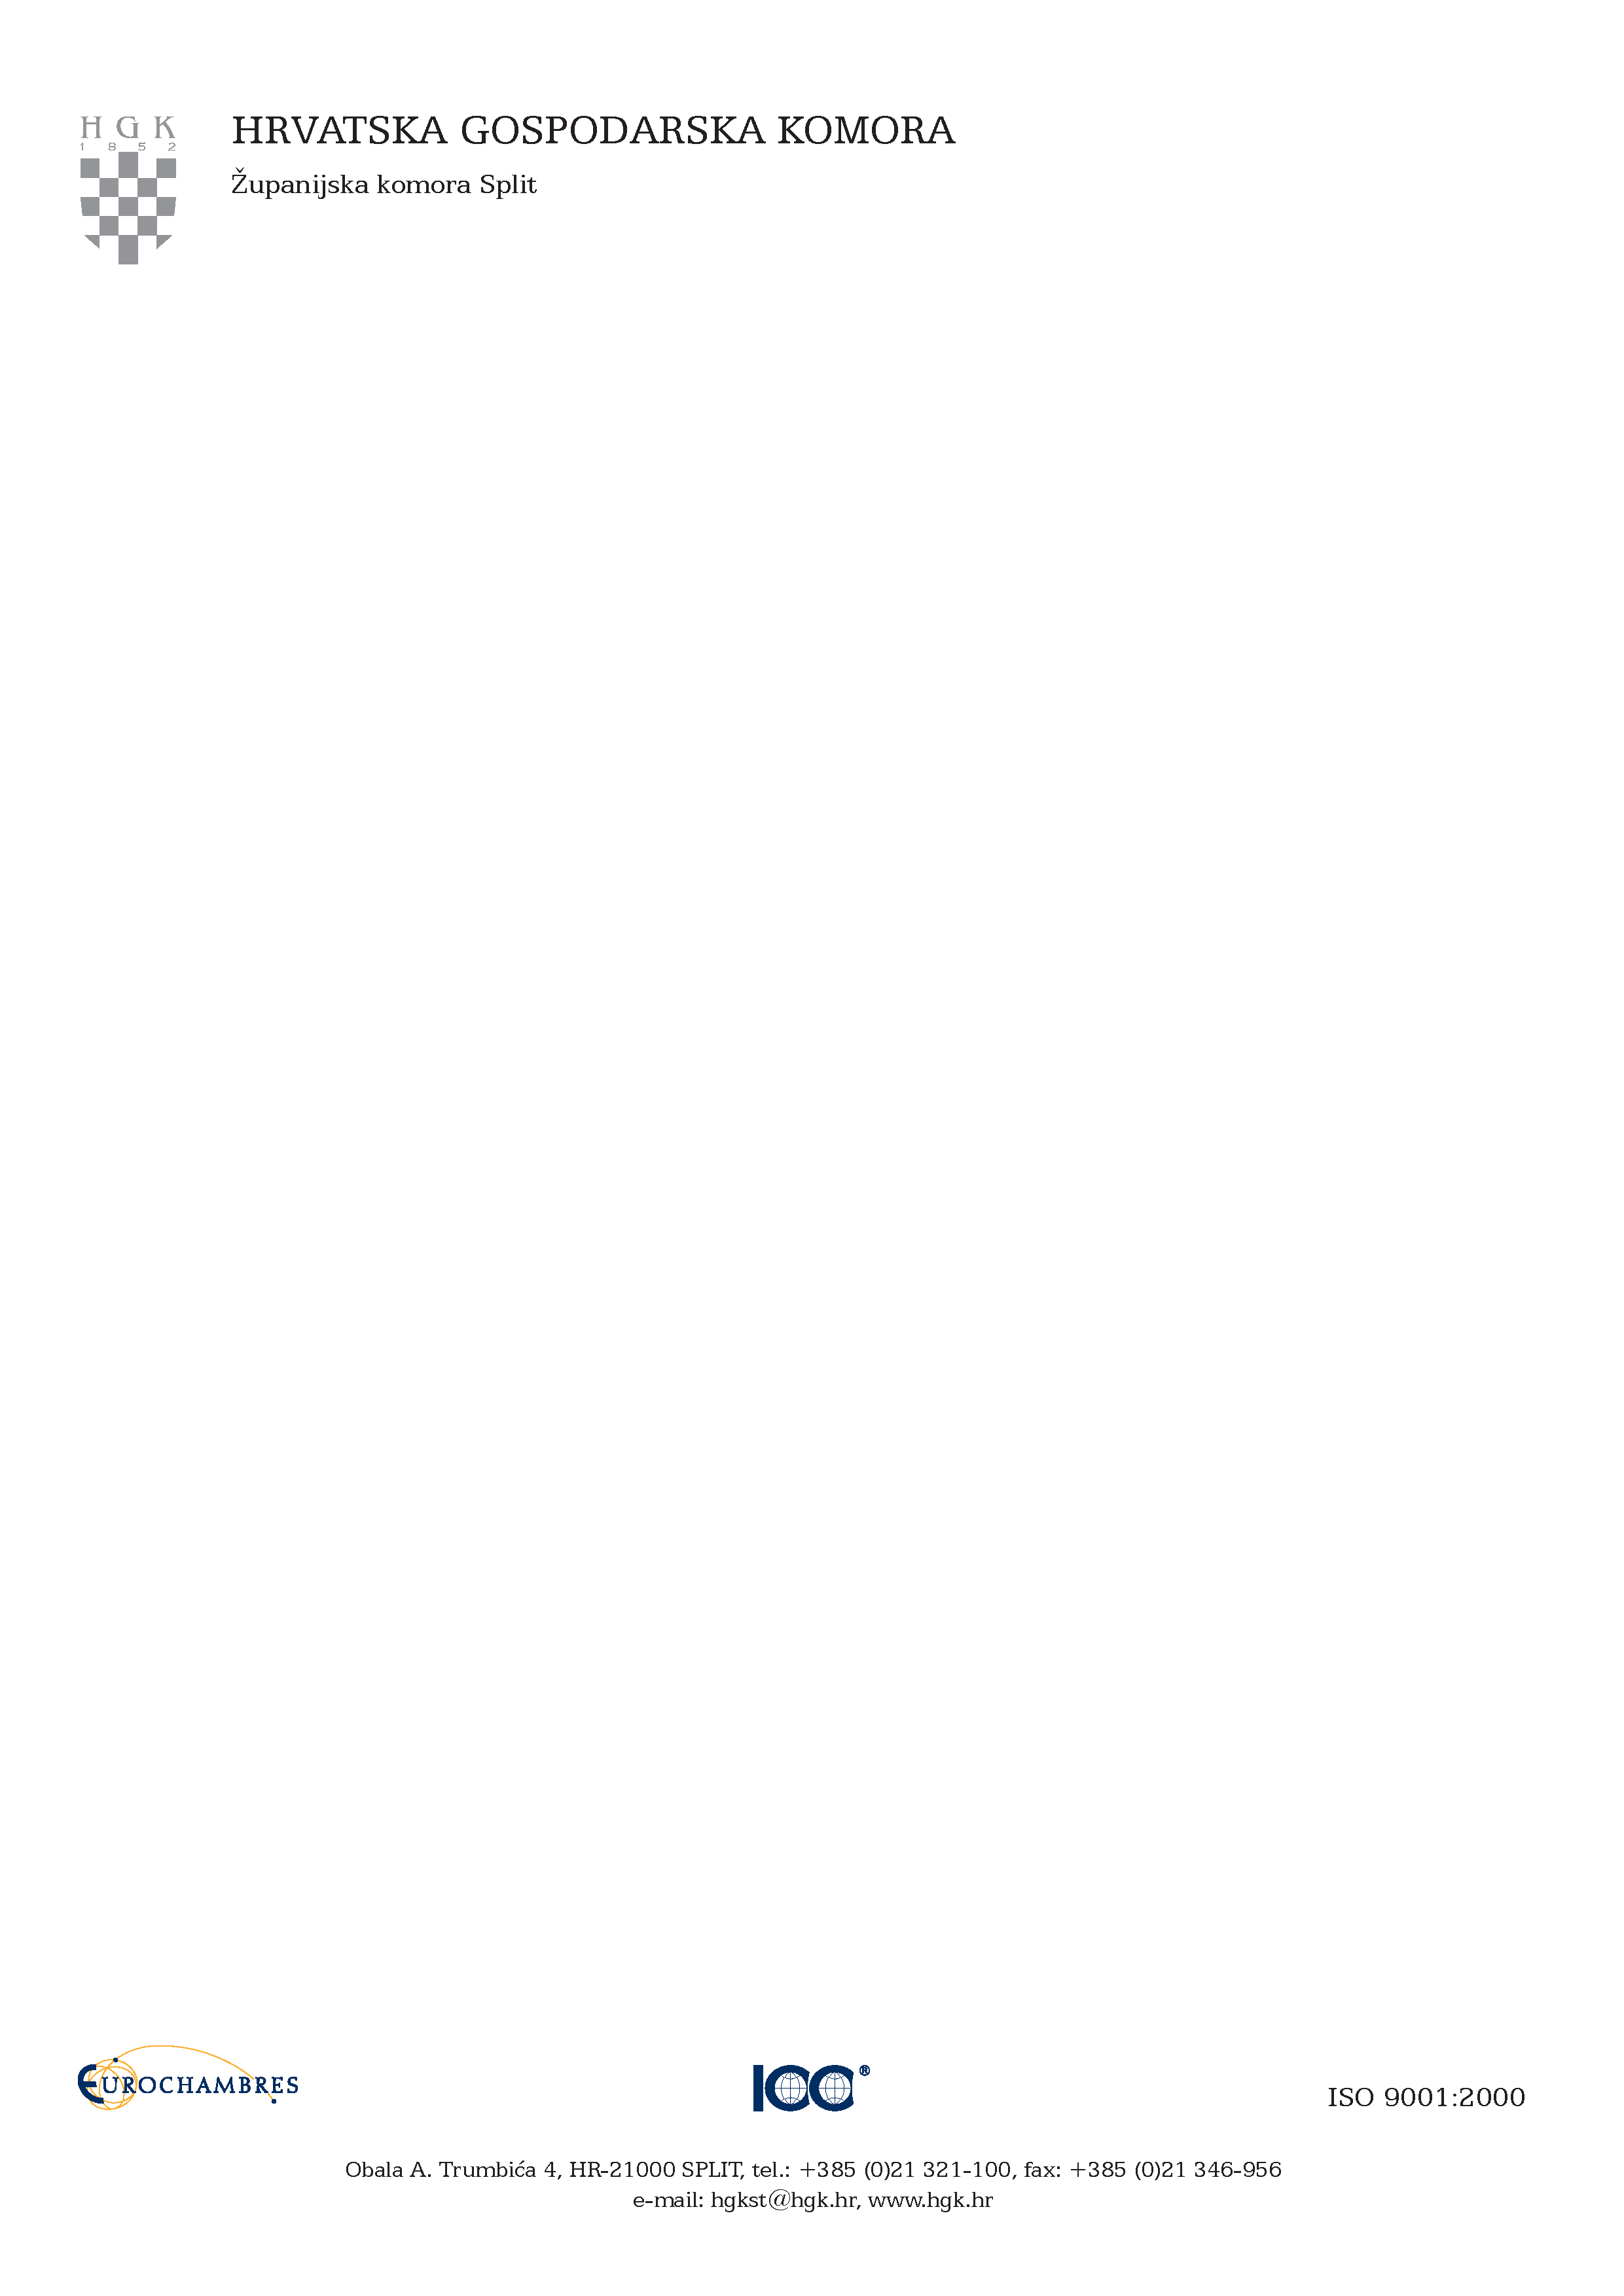 H G K
1 8 5 2
HRVATSKA GOSPODARSKA KOMORA
Županijska komora Split
EUROCHAMBRES
ICC®
ISO 9001:2000
Obala A. Trumbića 4, HR-21000 SPLIT, tel.: +385 (0)21 321-100, fax: +385 (0)21 346-956
e-mail: hgkst@hgk.hr, www.hgk.hr